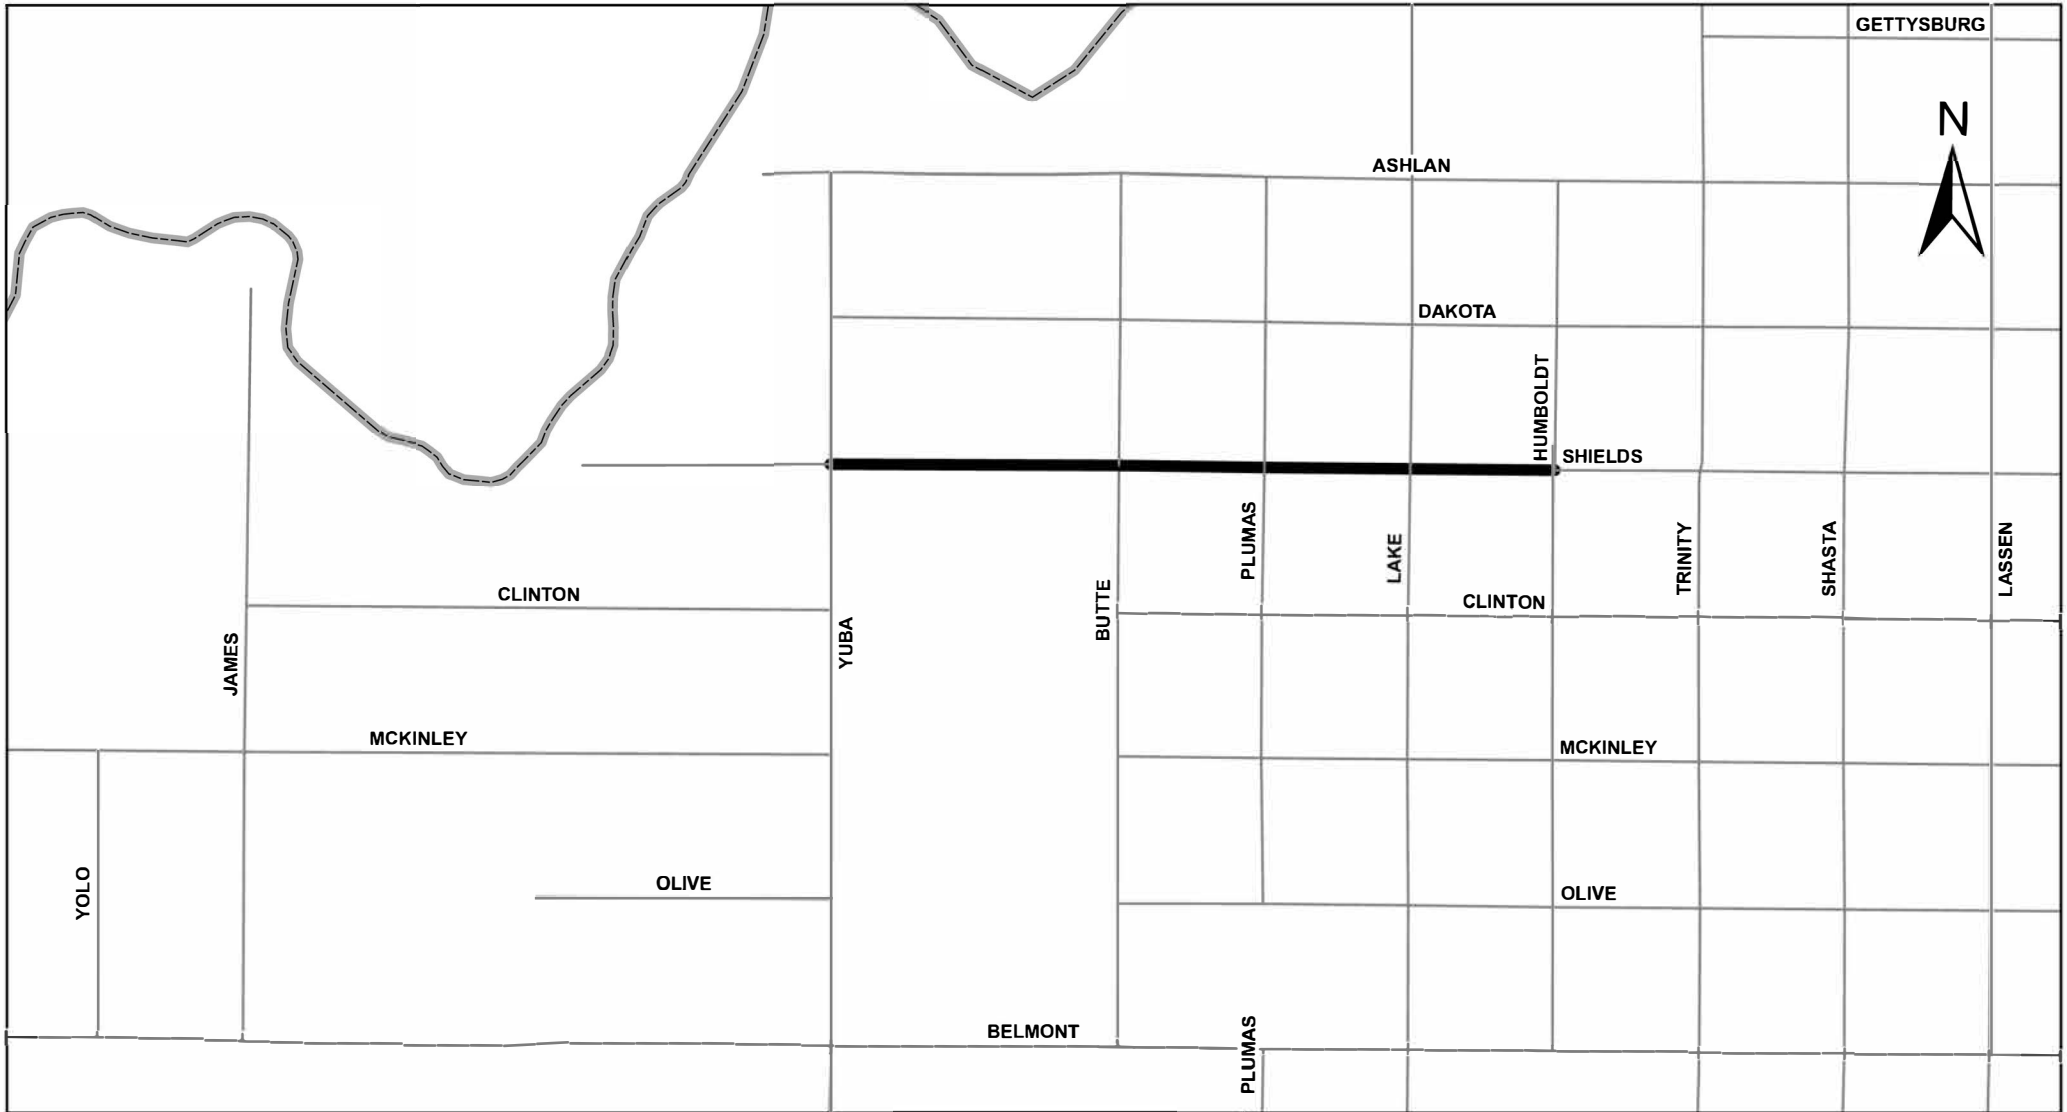 GETTYSBURG
N
ASHLAN
DAKOTA
HUMBOLDT
SHIELDS
PLUMAS
LAKE
TRINITY
SHASTA
LASSEN
CLINTON
BUTTE
CLINTON
YUBA
JAMES
MCKINLEY
MCKINLEY
YOLO
OLIVE
OLIVE
BELMONT
PLUMAS